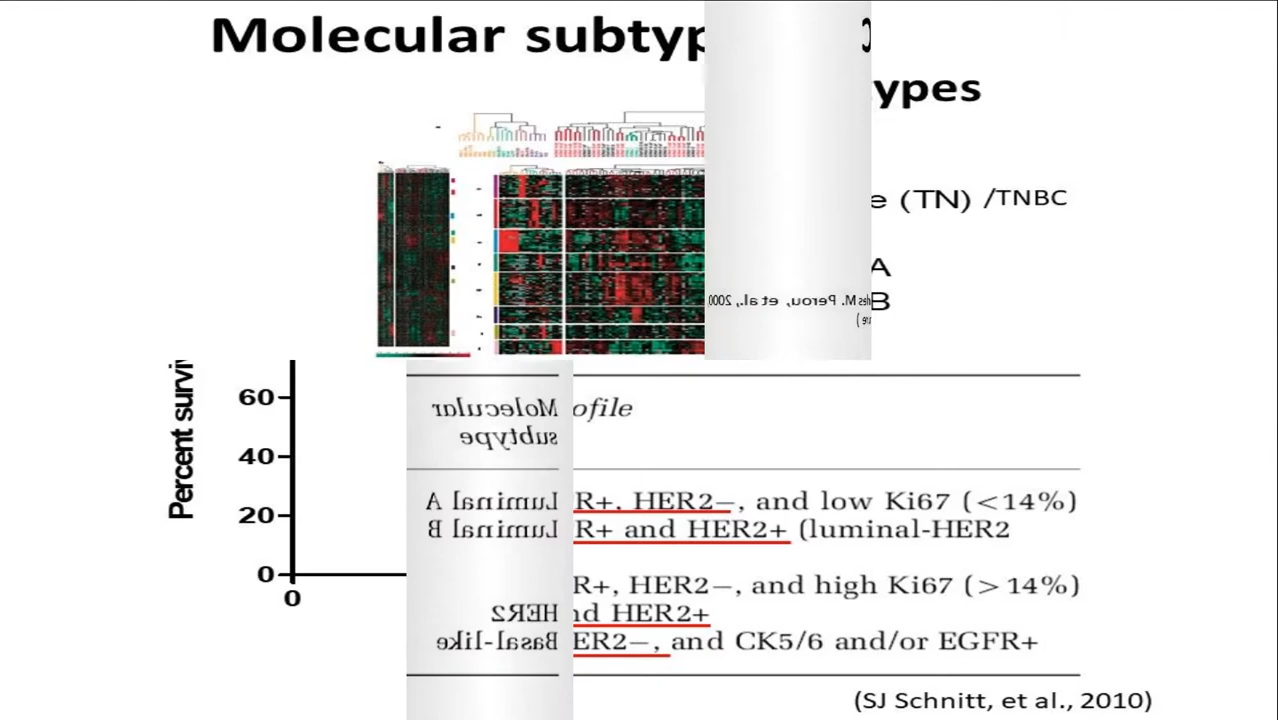 Molecular subtyp
ypes
e (TN) /TNBC
A
B
des M. Perou, et al., 2000
Percent survi
60
40
20
0
0
Molecular ofile
subtype
Luminal A R+, HER2−, and low Ki67 (<14%)
Luminal B R+ and HER2+ (luminal-HER2
R+, HER2−, and high Ki67 (>14%)
HER2 nd HER2+
Basal-like ER2−, and CK5/6 and/or EGFR+
(SJ Schnitt, et al., 2010)